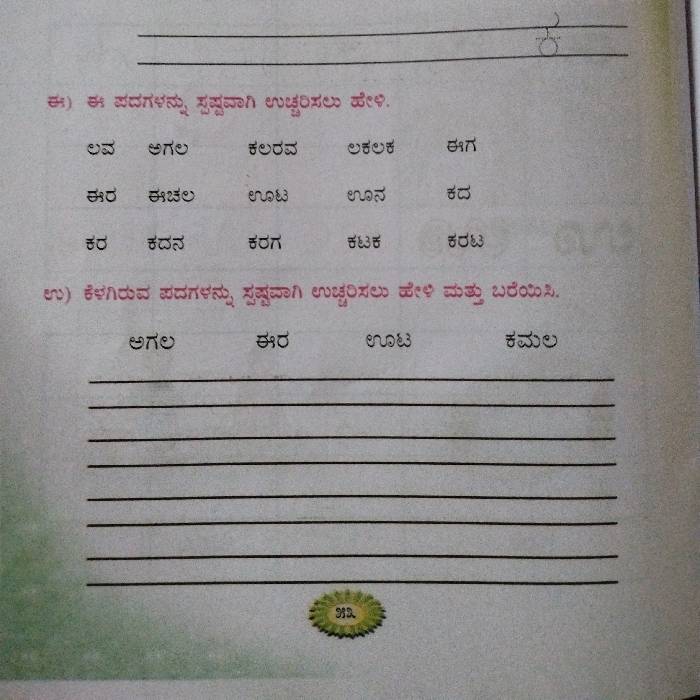 ಕ
ಈ) ಈ ಪದಗಳನ್ನು ಸ್ಪಷ್ಟವಾಗಿ ಉಚ್ಚರಿಸಲು ಹೇಳಿ.
ಲವ ಅಗಲ ಕಲರವ ಲಕಲಕ ಈಗ
ಈರ ಈಚಲ ಊಟ ಊನ ಕದ
ಕರ ಕದನ ಕರಗ ಕಟಕ ಕರಟ
ಉ) ಕೆಳಗಿರುವ ಪದಗಳನ್ನು ಸ್ಪಷ್ಟವಾಗಿ ಉಚ್ಚರಿಸಲು ಹೇಳಿ ಮತ್ತು ಬರೆಯಿಸಿ.
ಅಗಲ ಈರ ಊಟ ಕಮಲ
೫೩